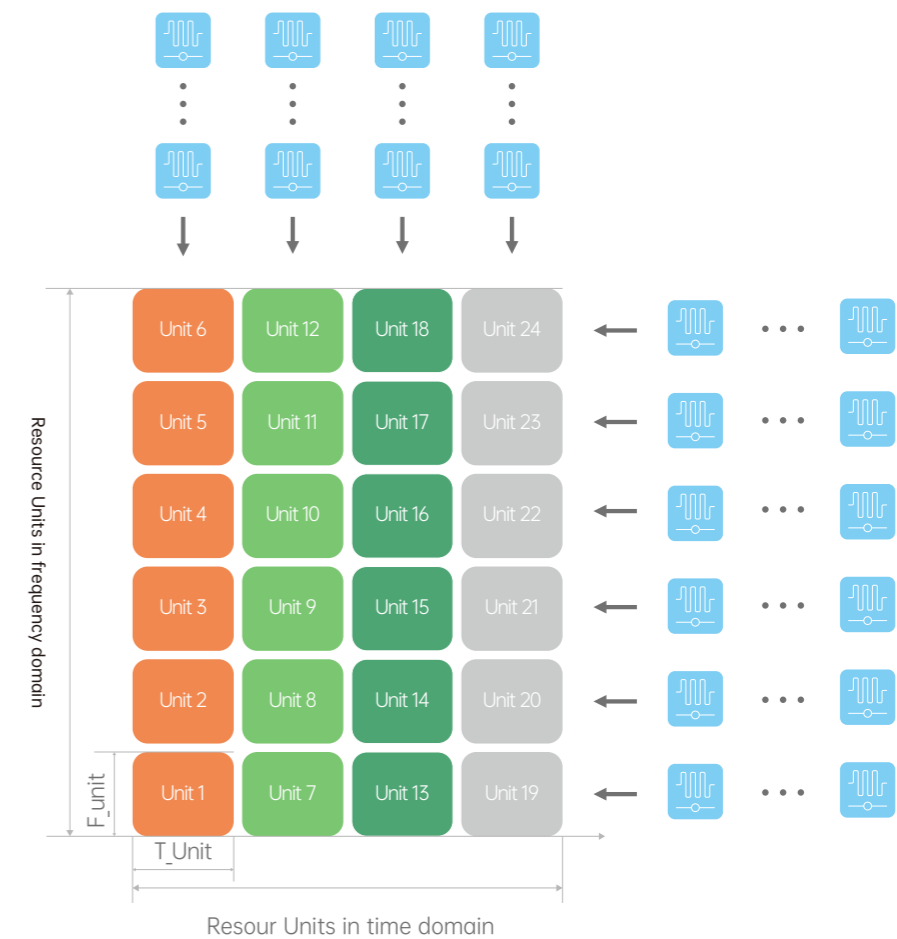 Unit 6 Unit 12 Unit 18 Unit 24
Unit 5 Unit 11 Unit 17 Unit 23
Unit 4 Unit 10 Unit 16 Unit 22
Unit 3 Unit 9 Unit 15 Unit 21
Unit 2 Unit 8 Unit 14 Unit 20
Unit 1 Unit 7 Unit 13 Unit 19
Resource Units in frequency domain
F_unit
T_Unit
Resour Units in time domain